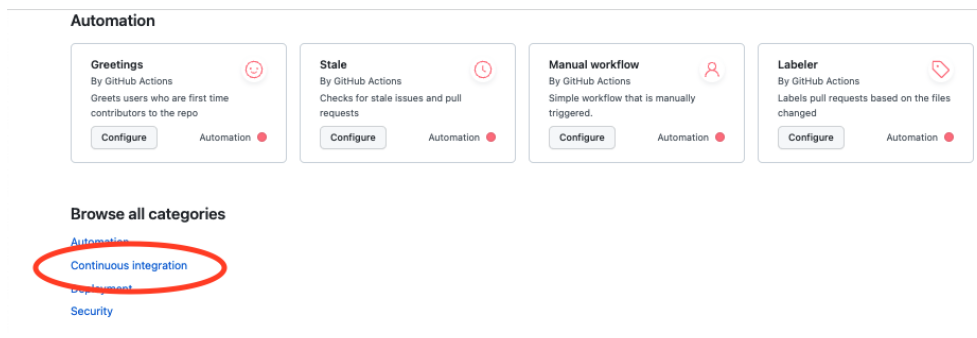 Automation
Greetings
By GitHub Actions
Greets users who are first time
contributors to the repo
Configure
Automation
Stale
By GitHub Actions
Checks for stale issues and pull
requests
Configure
Automation
Manual workflow
By GitHub Actions
Simple workflow that is manually
triggered.
Configure
Automation
Labeler
By GitHub Actions
Labels pull requests based on the files
changed
Configure
Automation
Browse all categories
Automation
Continuous integration
Deployment
Security